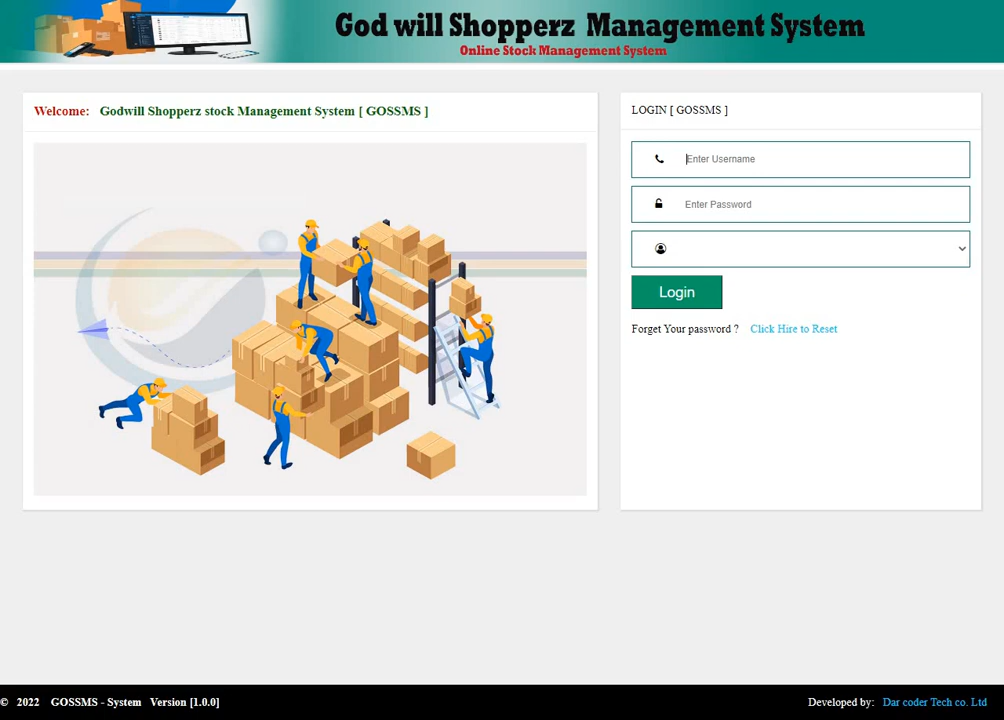 God will Shopperz Management System
Online Stock Management System
Welcome: Godwill Shopperz stock Management System [ GOSSMS ]
LOGIN [ GOSSMS ]
Enter Username
Enter Password
Login
Forget Your password ? Click Hire to Reset
© 2022 GOSSMS - System Version [1.0.0]
Developed by: Dar coder Tech co. Ltd